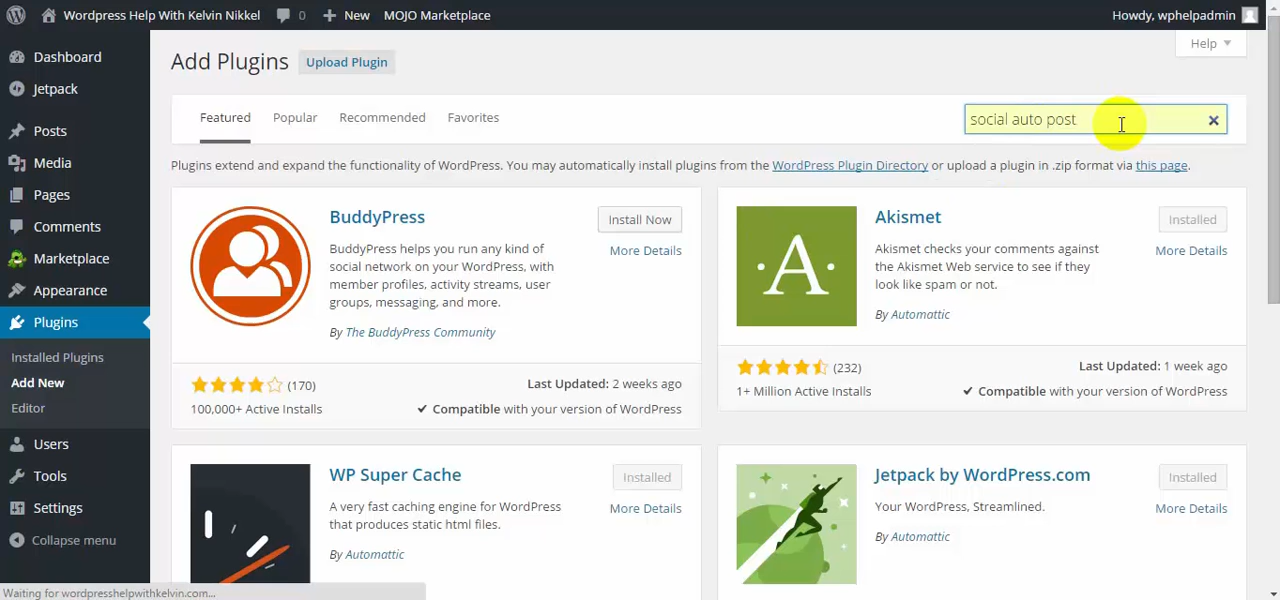 Wordpress Help With Kelvin Nikkel
0
New
MOJO Marketplace
Howdy, wphelpadmin
Dashboard
Jetpack
Posts
Media
Pages
Comments
Marketplace
Appearance
Plugins
Installed Plugins
Add New
Editor
Users
Tools
Settings
Collapse menu
Help
Add Plugins
Upload Plugin
Featured
Popular
Recommended
Favorites
social auto post
Plugins extend and expand the functionality of WordPress. You may automatically install plugins from the WordPress Plugin Directory or upload a plugin in .zip format via this page.
BuddyPress
Install Now
More Details
BuddyPress helps you run any kind of
social network on your WordPress, with
member profiles, activity streams, user
groups, messaging, and more.
By The BuddyPress Community
(170)
Last Updated: 2 weeks ago
100,000+ Active Installs
Compatible with your version of WordPress
A
Akismet
Installed
More Details
Akismet checks your comments against
the Akismet Web service to see if they
look like spam or not.
By Automattic
(232)
Last Updated: 1 week ago
1+ Million Active Installs
Compatible with your version of WordPress
WP Super Cache
Installed
More Details
A very fast caching engine for WordPress
that produces static html files.
By Automattic
Jetpack by WordPress.com
Installed
More Details
Your WordPress, Streamlined.
By Automattic
Waiting for wordpresshelpwithkelvin.com...